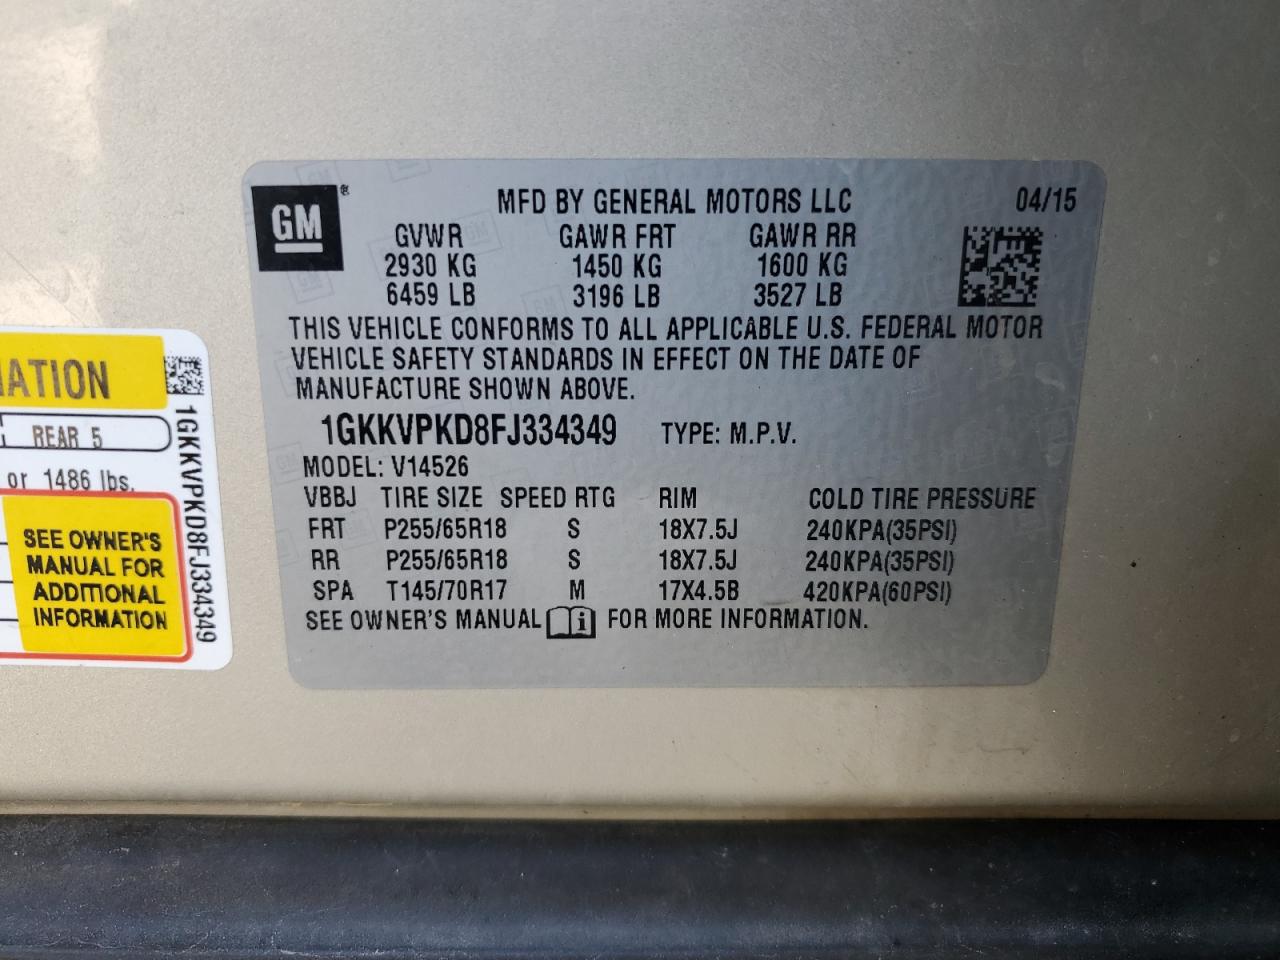 GM ®
MFD BY GENERAL MOTORS LLC 04/15
GVWR GAWR FRT GAWR RR
2930 KG 1450 KG 1600 KG
6459 LB 3196 LB 3527 LB
THIS VEHICLE CONFORMS TO ALL APPLICABLE U.S. FEDERAL MOTOR
VEHICLE SAFETY STANDARDS IN EFFECT ON THE DATE OF
MANUFACTURE SHOWN ABOVE.
1GKKVPKD8FJ334349 TYPE: M.P.V.
MODEL: V14526
VBBJ TIRE SIZE SPEED RTG RIM COLD TIRE PRESSURE
FRT P255/65R18 S 18X7.5J 240KPA(35PSI)
RR P255/65R18 S 18X7.5J 240KPA(35PSI)
SPA T145/70R17 M 17X4.5B 420KPA(60PSI)
SEE OWNER'S MANUAL i FOR MORE INFORMATION.
REAR 5
or 1486 lbs.
SEE OWNER'S
MANUAL FOR
ADDITIONAL
INFORMATION
1GKKVPKD8FJ334349